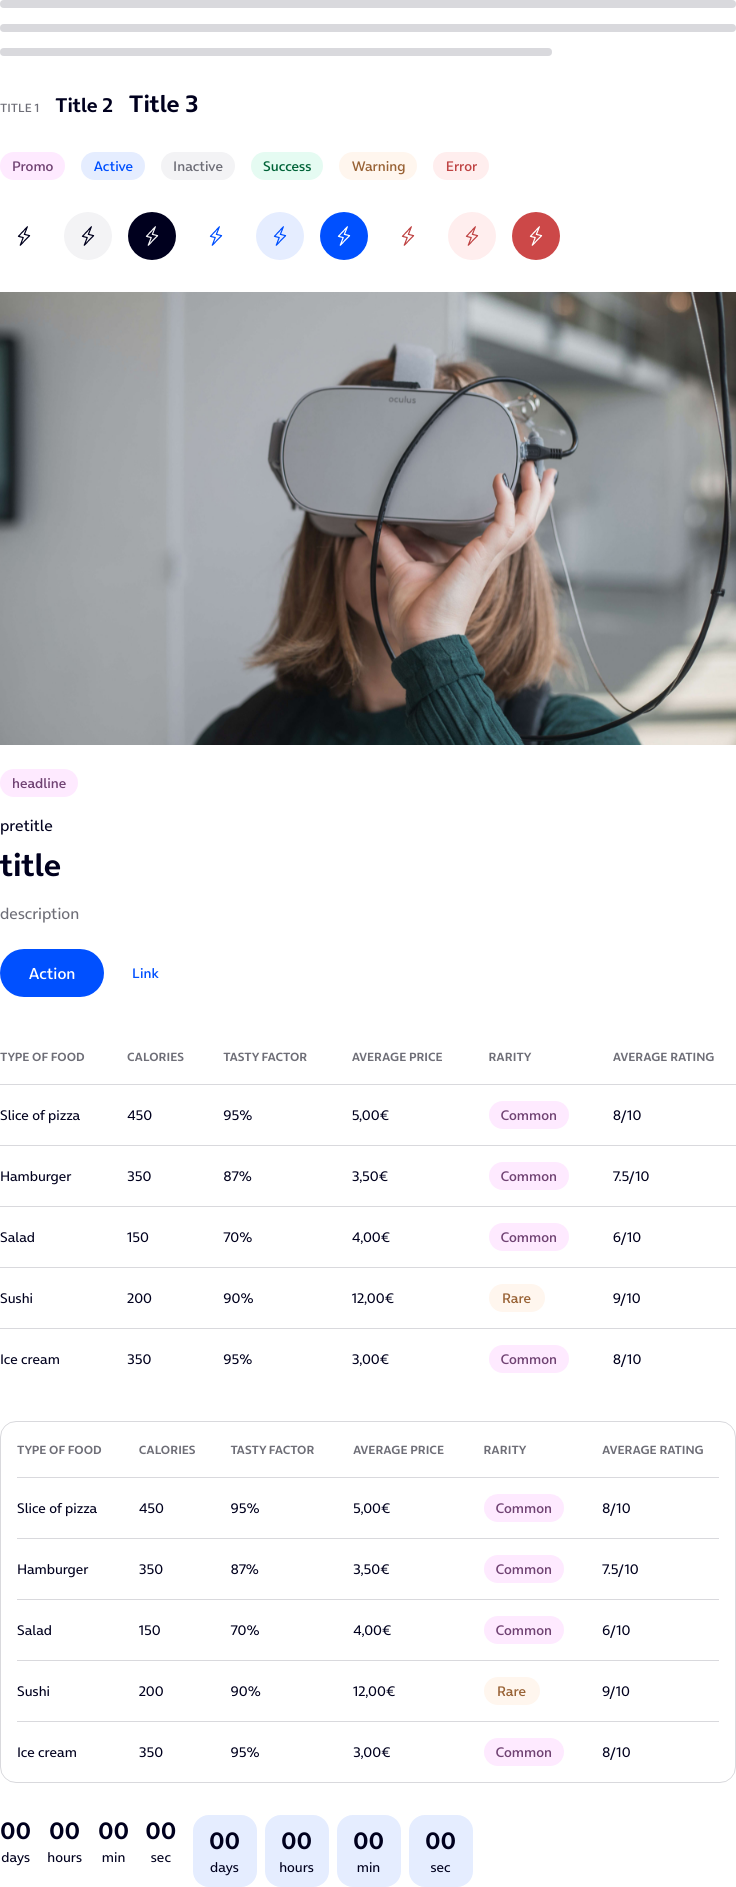 TITLE 1 Title 2 Title 3
Promo Active Inactive Success Warning Error
oculus
headline
pretitle
title
description
Action Link
TYPE OF FOOD CALORIES TASTY FACTOR AVERAGE PRICE RARITY AVERAGE RATING
Slice of pizza 450 95% 5,00€ Common 8/10
Hamburger 350 87% 3,50€ Common 7.5/10
Salad 150 70% 4,00€ Common 6/10
Sushi 200 90% 12,00€ Rare 9/10
Ice cream 350 95% 3,00€ Common 8/10
TYPE OF FOOD CALORIES TASTY FACTOR AVERAGE PRICE RARITY AVERAGE RATING
Slice of pizza 450 95% 5,00€ Common 8/10
Hamburger 350 87% 3,50€ Common 7.5/10
Salad 150 70% 4,00€ Common 6/10
Sushi 200 90% 12,00€ Rare 9/10
Ice cream 350 95% 3,00€ Common 8/10
00 00 00 00 00 00 00 00
days hours min sec days hours min sec